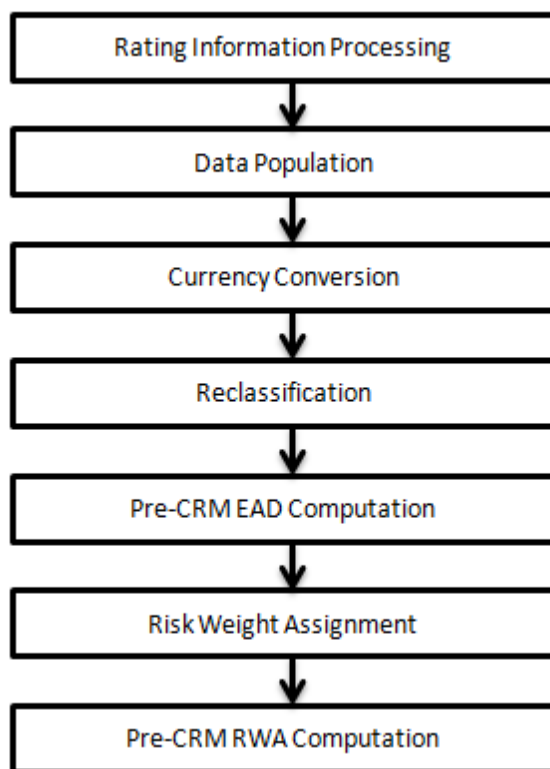 Rating Information Processing
Data Population
Currency Conversion
Reclassification
Pre-CRM EAD Computation
Risk Weight Assignment
Pre-CRM RWA Computation